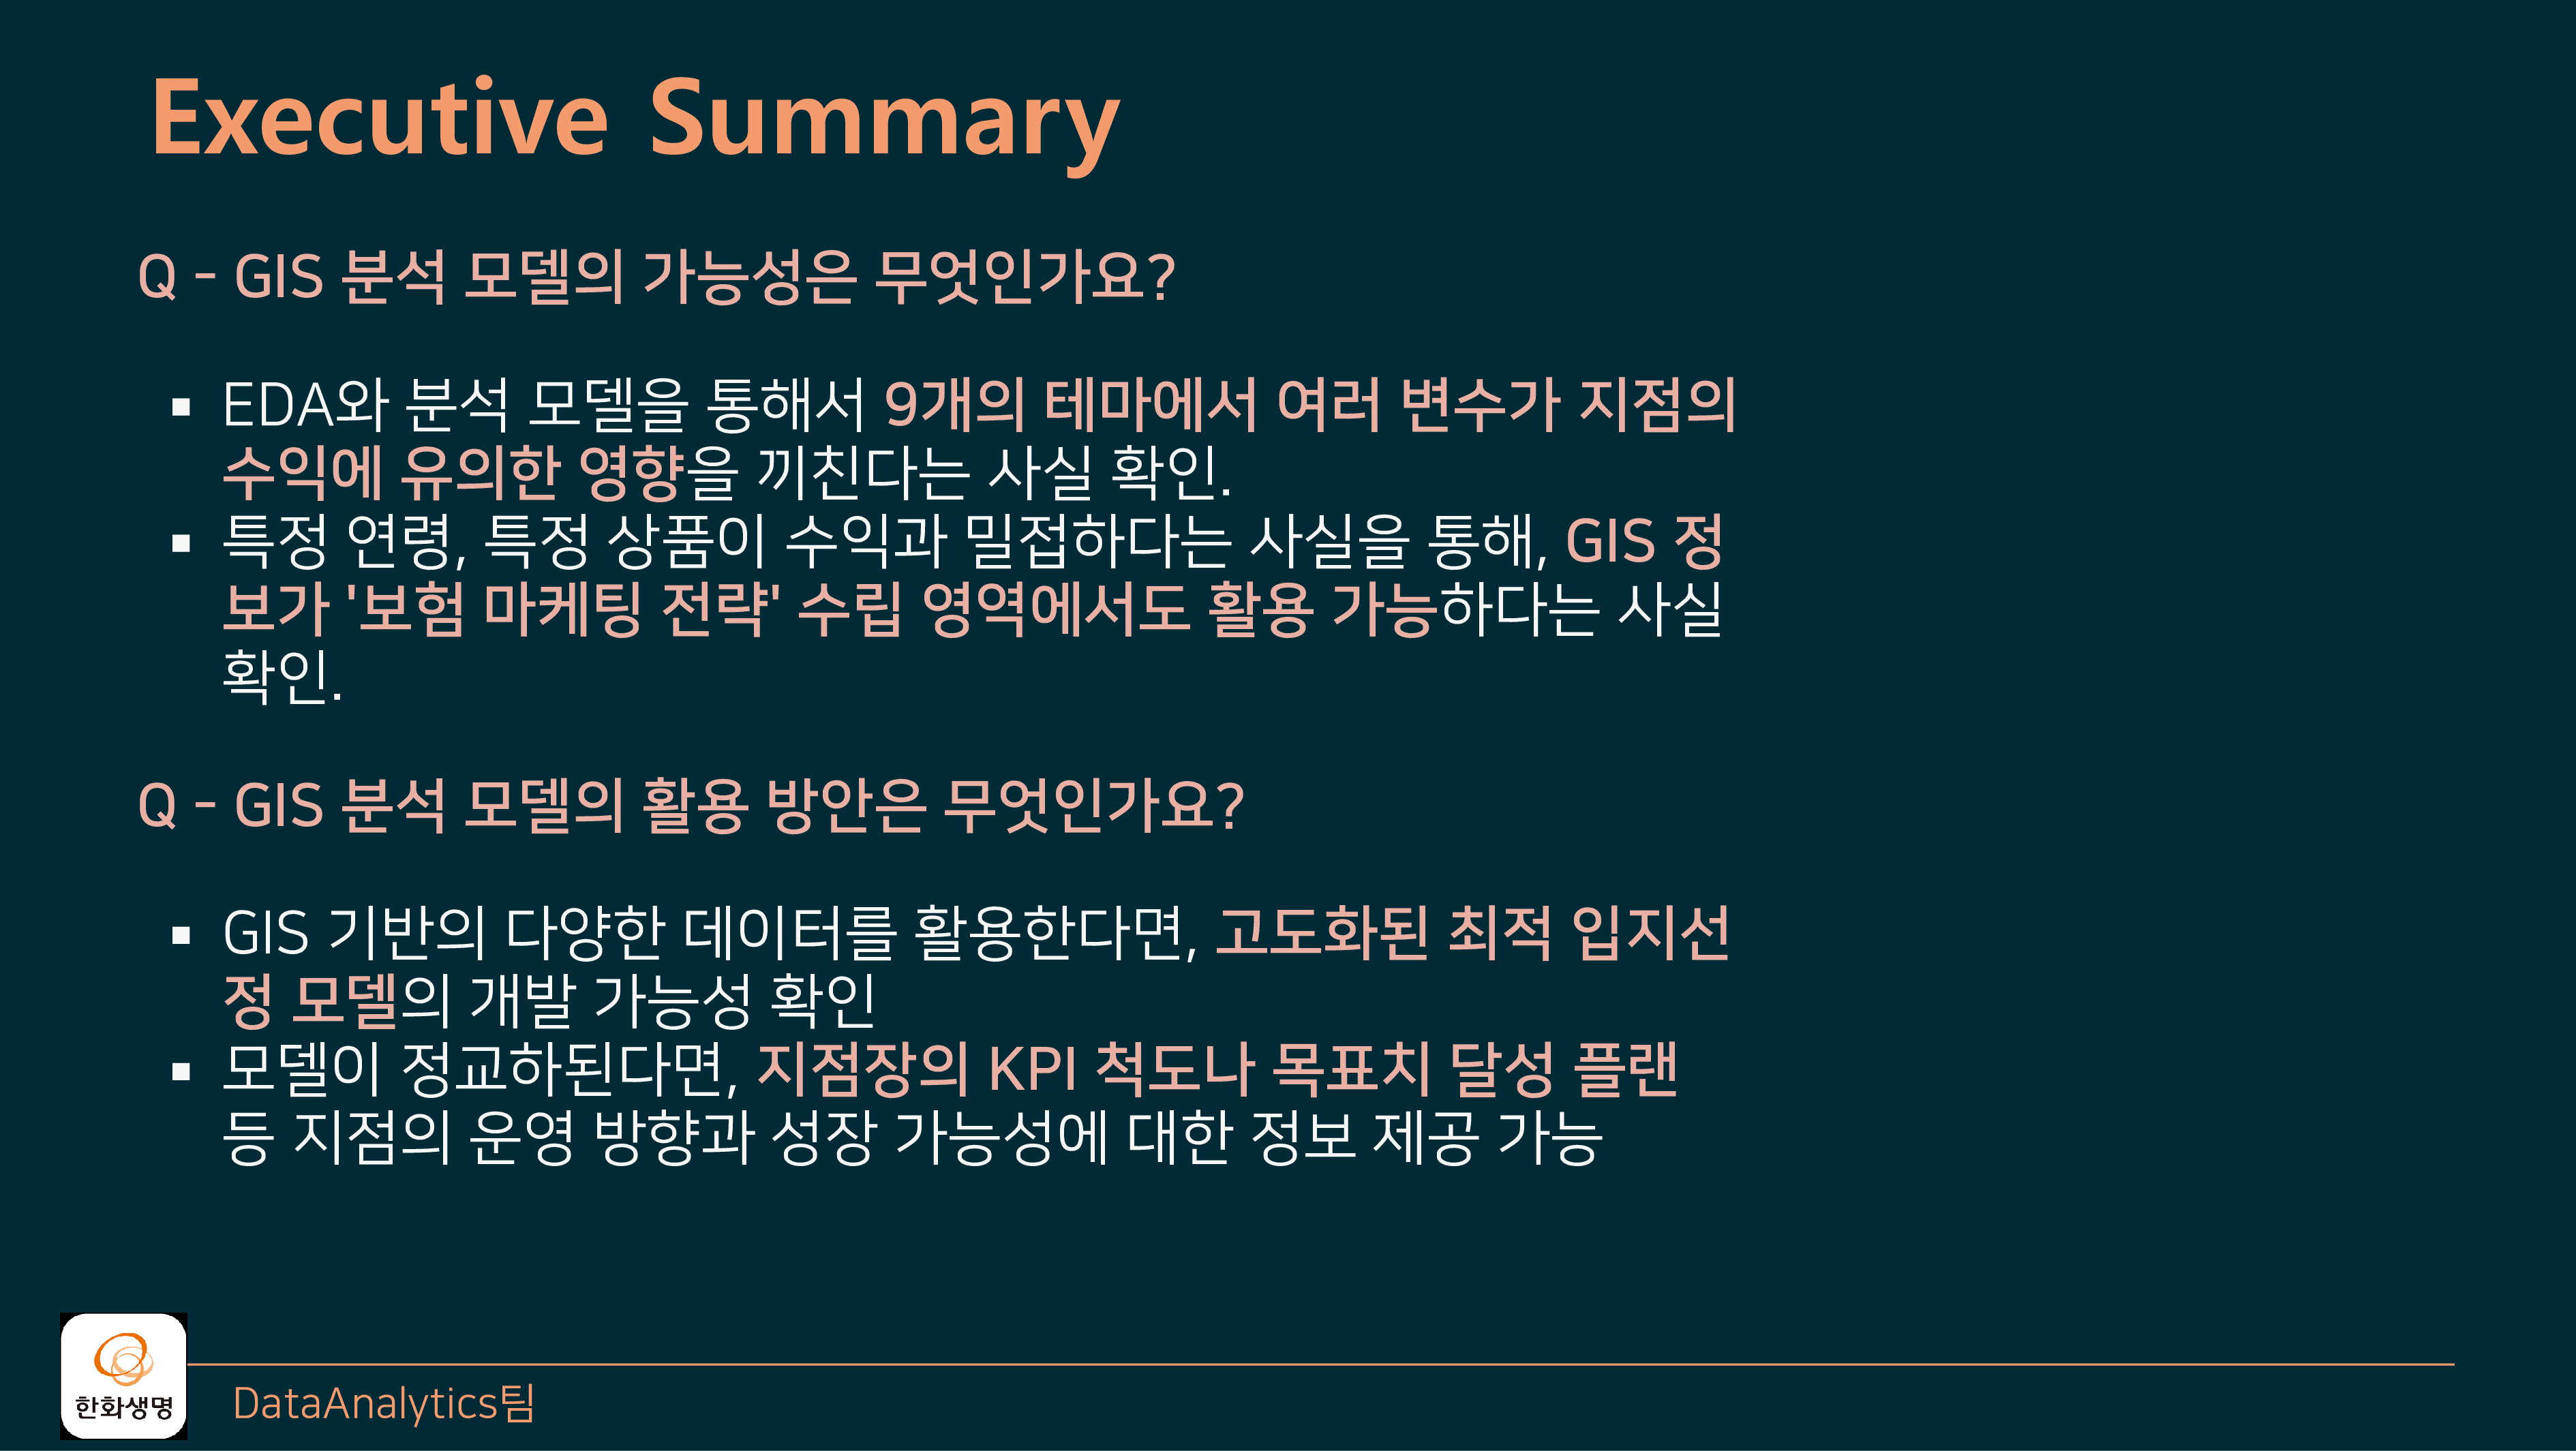 Executive Summary
Q - GIS 분석 모델의 가능성은 무엇인가요?
▪ EDA와 분석 모델을 통해서 9개의 테마에서 여러 변수가 지점의
수익에 유의한 영향을 끼친다는 사실 확인.
▪ 특정 연령, 특정 상품이 수익과 밀접하다는 사실을 통해, GIS 정
보가 '보험 마케팅 전략' 수립 영역에서도 활용 가능하다는 사실
확인.
Q - GIS 분석 모델의 활용 방안은 무엇인가요?
▪ GIS 기반의 다양한 데이터를 활용한다면, 고도화된 최적 입지선
정 모델의 개발 가능성 확인
▪ 모델이 정교하된다면, 지점장의 KPI 척도나 목표치 달성 플랜
등 지점의 운영 방향과 성장 가능성에 대한 정보 제공 가능
한화생명
DataAnalytics팀